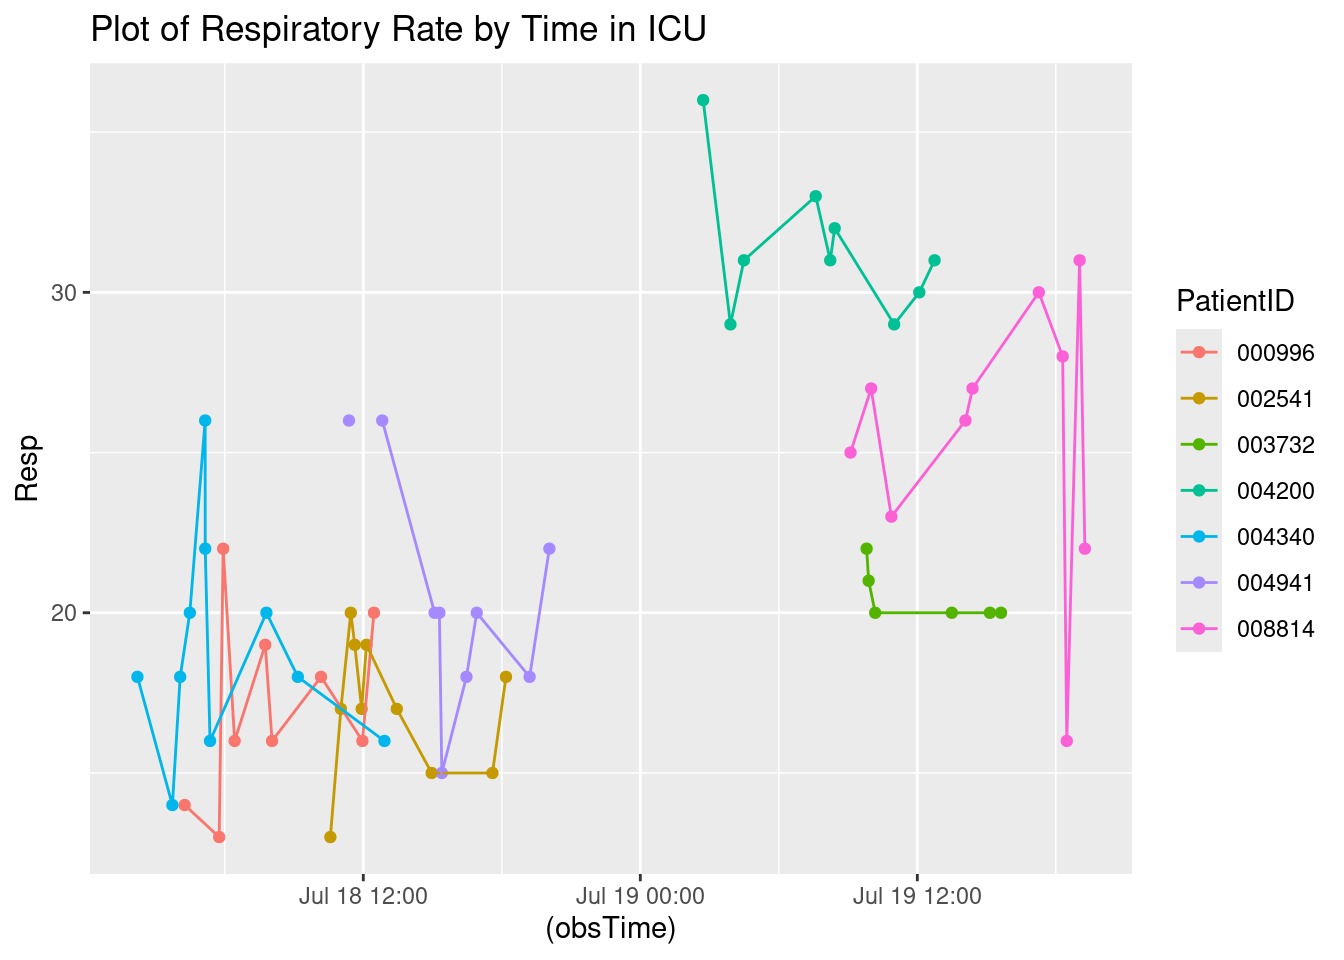 Plot of Respiratory Rate by Time in ICU
Resp
30
20
Jul 18 12:00
Jul 19 00:00
Jul 19 12:00
(obsTime)
PatientID
000996
002541
003732
004200
004340
004941
008814